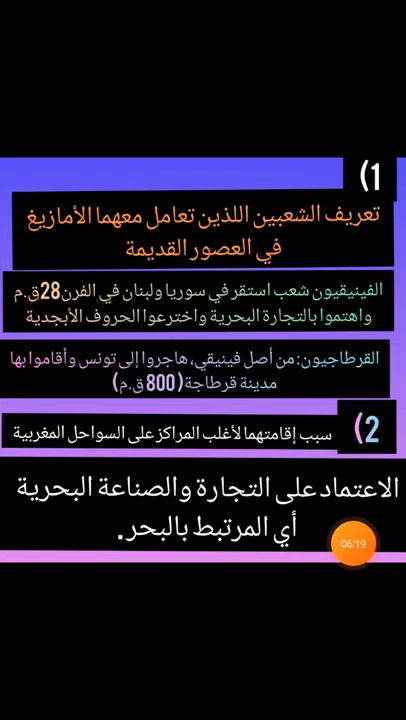 1)
تعريف الشعبين اللذين تعامل معهما الأمازيغ
في العصور القديمة
الفينيقيون شعب استقر في سوريا ولبنان في الفرن28ق.م
واهتموا بالتجارة البحرية واخترعوا الحروف الأبجدية
القرطاجيون: من أصل فينيقي، هاجروا إلى تونس وأقاموا بها
مدينة قرطاجة(800ق.م)
2)
سبب إقامتهما لأغلب المراكز على السواحل المغربية
الاعتماد على التجارة والصناعة البحرية
أي المرتبط بالبحر.
06:19